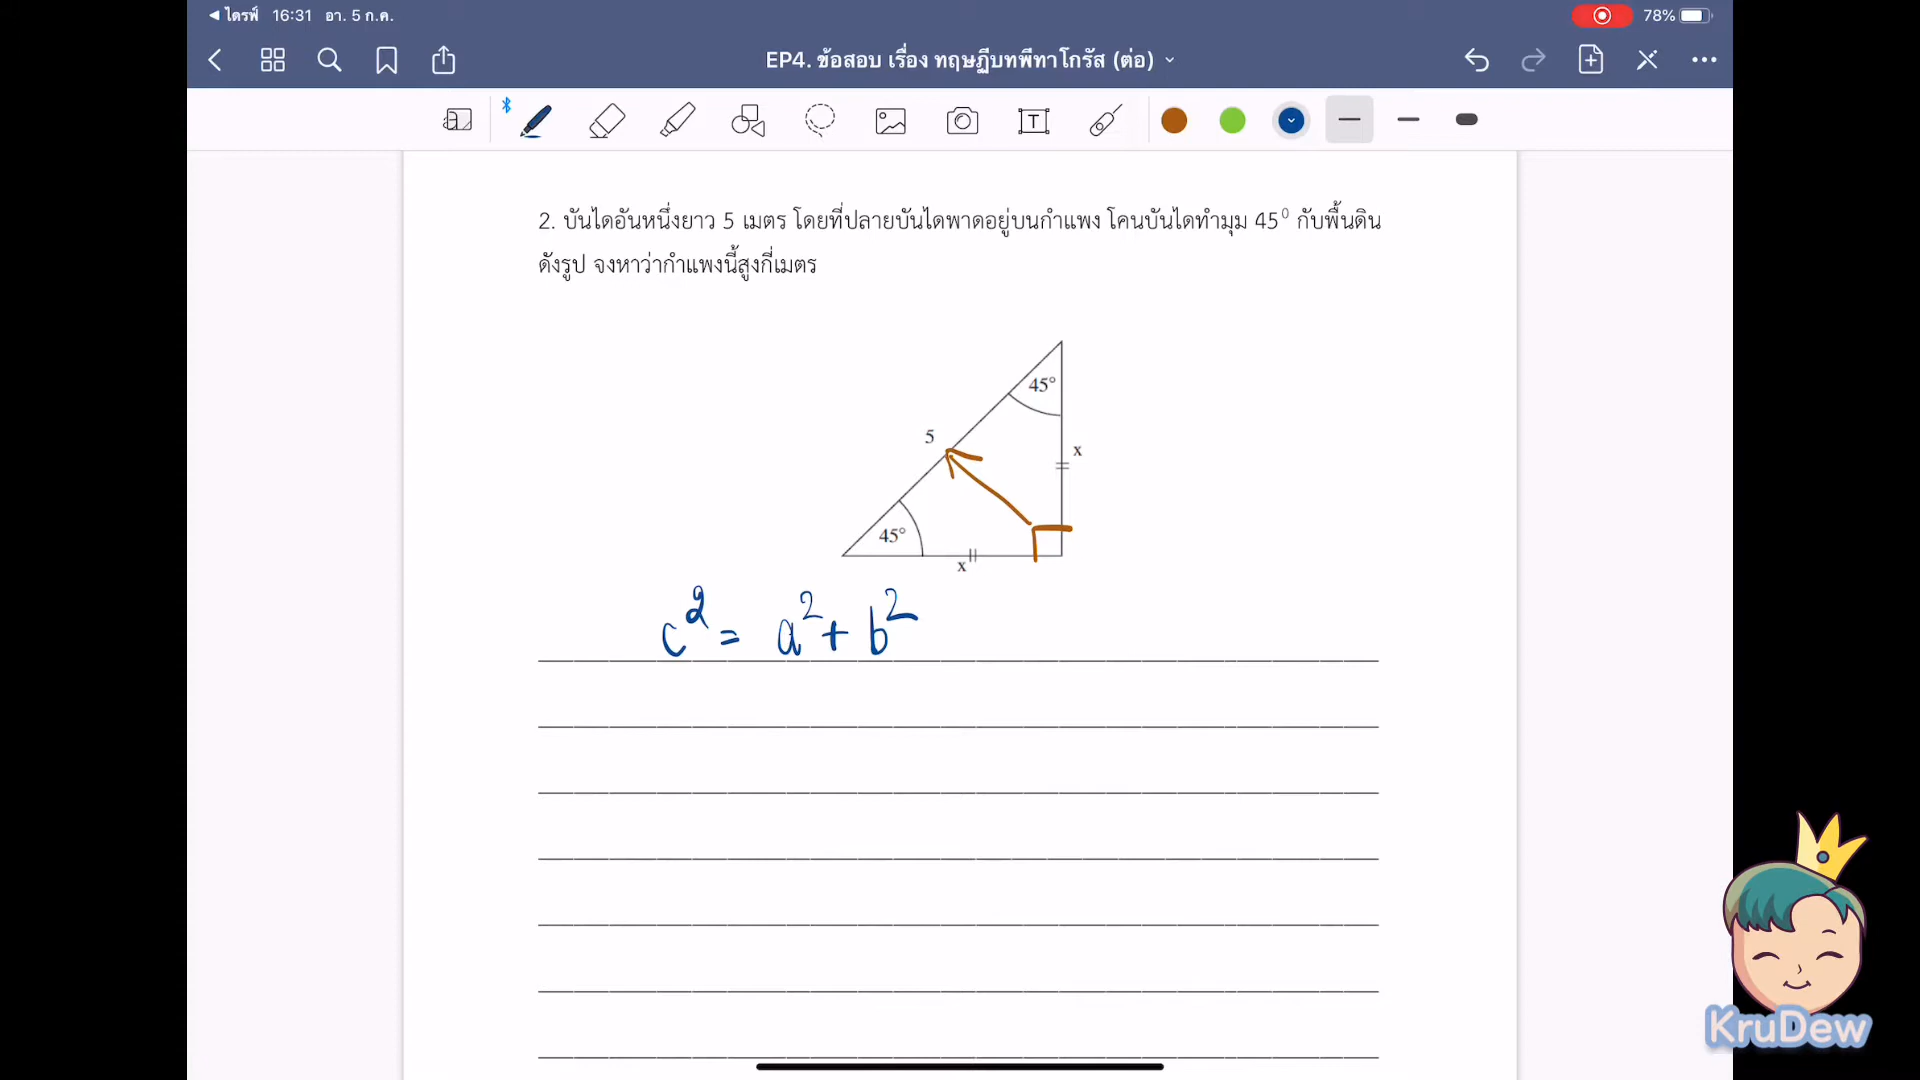 ไดรฟ์ 16:31 อา. 5 ก.ค. 78%
EP4. ข้อสอบ เรื่อง ทฤษฎีบทพีทาโกรัส (ต่อ)
2. บันไดอันหนึ่งยาว 5 เมตร โดยที่ปลายบันไดพาดอยู่บนกำแพง โคนบันไดทำมุม 45⁰ กับพื้นดิน
ดังรูป จงหาว่ากำแพงนี้สูงกี่เมตร
45°
5
x
45°
x
c² = a² + b²
KruDew